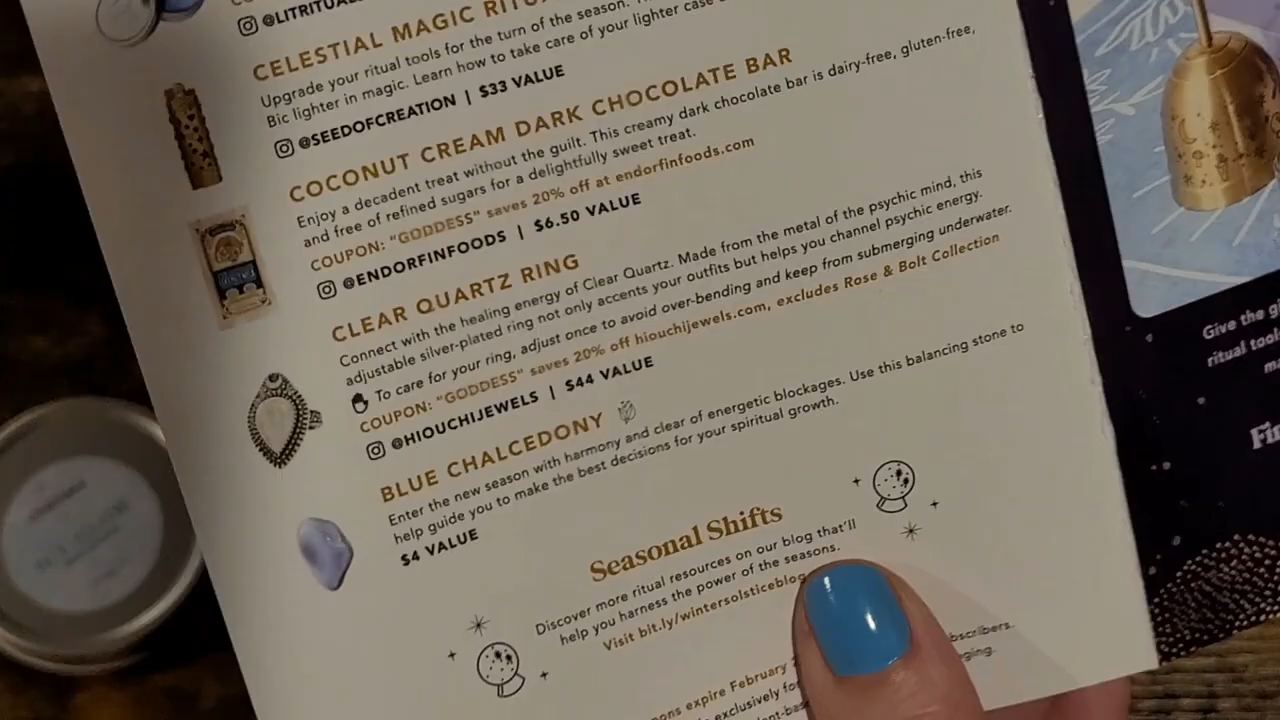 @LITRITUAL
CELESTIAL MAGIC
Upgrade your ritual tools for the turn of the season.
Bic lighter in magic. Learn how to take care of your lighter case
@SEEDOFCREATION | $33 VALUE
COCONUT CREAM DARK CHOCOLATE BAR
Enjoy a decadent treat without the guilt. This creamy dark chocolate bar is dairy-free, gluten-free,
and free of refined sugars for a delightfully sweet treat.
COUPON: "GODDESS" saves 20% off at endorfinfoods.com
@ENDORFINFOODS | $6.50 VALUE
CLEAR QUARTZ RING
Connect with the healing energy of Clear Quartz. Made from the metal of the psychic mind, this
adjustable silver-plated ring not only accents your outfits but helps you channel psychic energy.
To care for your ring, adjust once to avoid over-bending and keep from submerging underwater.
COUPON: "GODDESS" saves 20% off hiouchijewels.com, excludes Rose & Bolt Collection
@HIOUCHIJEWELS | $44 VALUE
BLUE CHALCEDONY
Enter the new season with harmony and clear of energetic blockages. Use this balancing stone to
help guide you to make the best decisions for your spiritual growth.
$4 VALUE
Seasonal Shifts
Discover more ritual resources on our blog that'll
help you harness the power of the seasons.
Visit bit.ly/wintersolsticeblog
expire February
exclusively
Give the
ritual